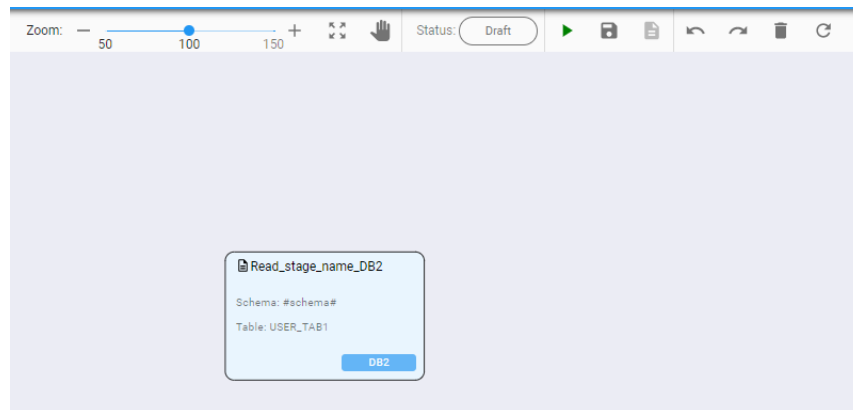 Zoom:
50 100 150
Status: Draft
Read_stage_name_DB2
Schema: #schema#
Table: USER_TAB1
DB2